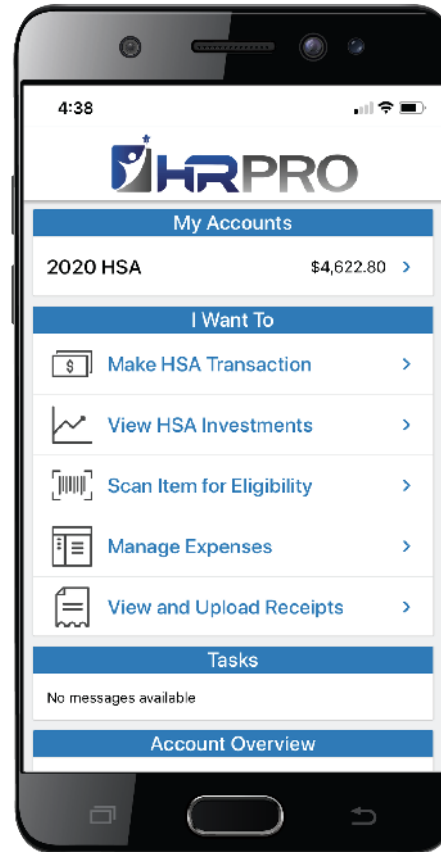 4:38
HRPRO
My Accounts
2020 HSA $4,622.80
I Want To
$
Make HSA Transaction
View HSA Investments
Scan Item for Eligibility
Manage Expenses
View and Upload Receipts
Tasks
No messages available
Account Overview